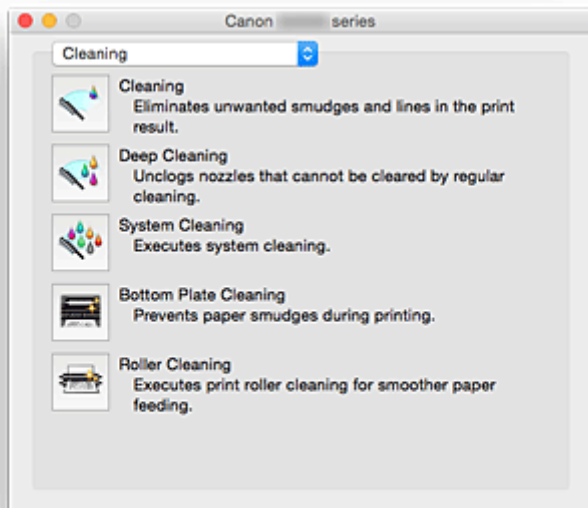 Canon series
Cleaning
Cleaning
Eliminates unwanted smudges and lines in the print
result.
Deep Cleaning
Unclogs nozzles that cannot be cleared by regular
cleaning.
System Cleaning
Executes system cleaning.
Bottom Plate Cleaning
Prevents paper smudges during printing.
Roller Cleaning
Executes print roller cleaning for smoother paper
feeding.